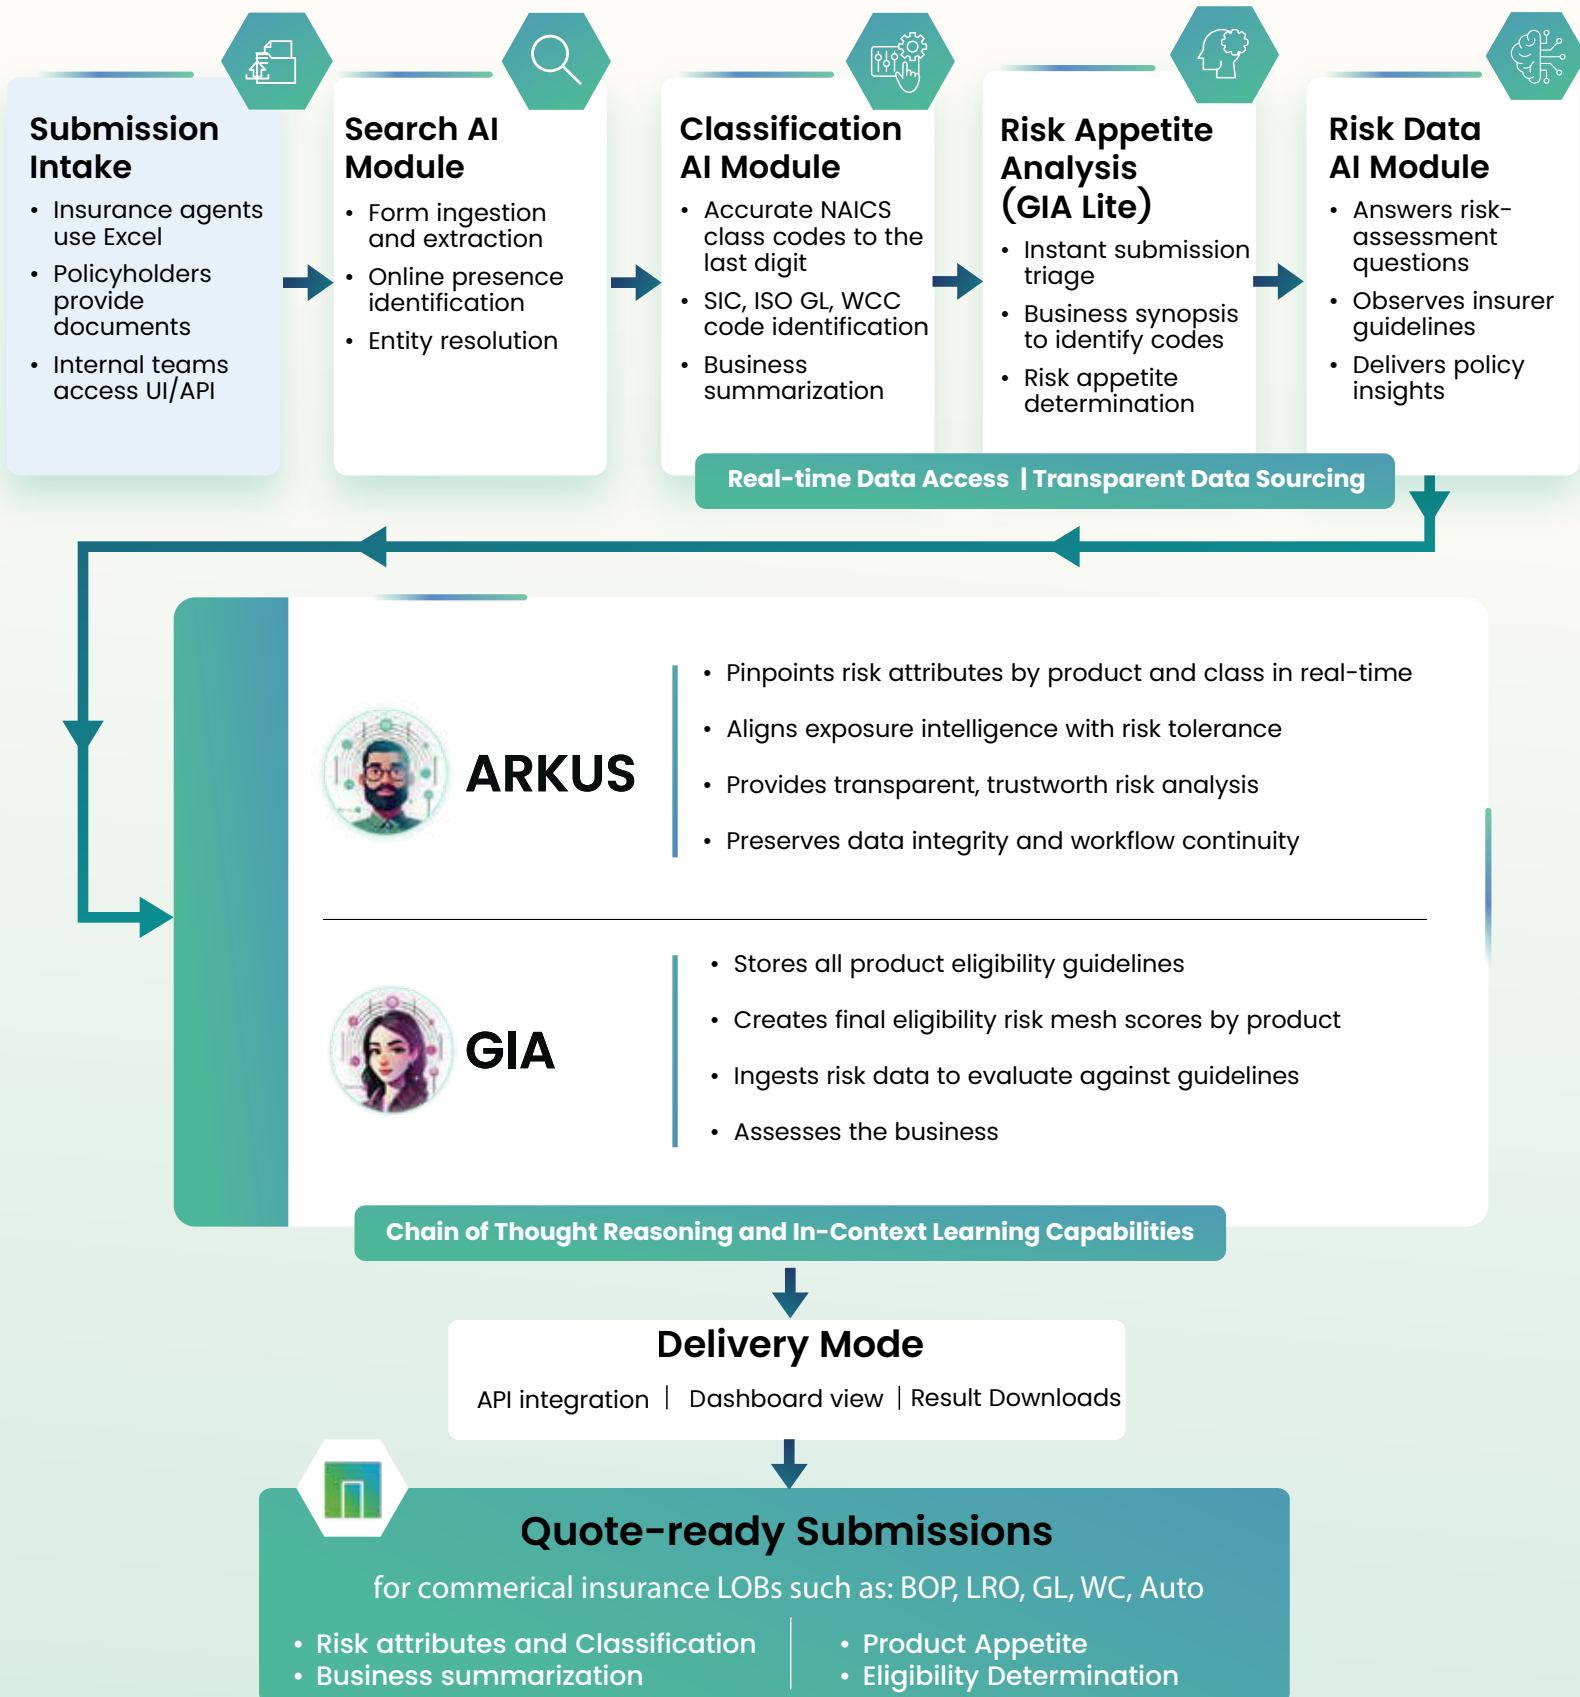 Submission
Intake
• Insurance agents
use Excel
• Policyholders
provide
documents
• Internal teams
access UI/API
Search AI
Module
• Form ingestion
and extraction
• Online presence
identification
• Entity resolution
Classification
AI Module
• Accurate NAICS
class codes to the
last digit
• SIC, ISO GL, WCC
code identification
• Business
summarization
Risk Appetite
Analysis
(GIA Lite)
• Instant submission
triage
• Business synopsis
to identify codes
• Risk appetite
determination
Risk Data
AI Module
• Answers risk-
assessment
questions
• Observes insurer
guidelines
• Delivers policy
insights
Real-time Data Access | Transparent Data Sourcing
ARKUS
• Pinpoints risk attributes by product and class in real-time
• Aligns exposure intelligence with risk tolerance
• Provides transparent, trustworth risk analysis
• Preserves data integrity and workflow continuity
GIA
• Stores all product eligibility guidelines
• Creates final eligibility risk mesh scores by product
• Ingests risk data to evaluate against guidelines
• Assesses the business
Chain of Thought Reasoning and In-Context Learning Capabilities
Delivery Mode
API integration | Dashboard view | Result Downloads
Quote-ready Submissions
for commerical insurance LOBs such as: BOP, LRO, GL, WC, Auto
• Risk attributes and Classification
• Business summarization
• Product Appetite
• Eligibility Determination